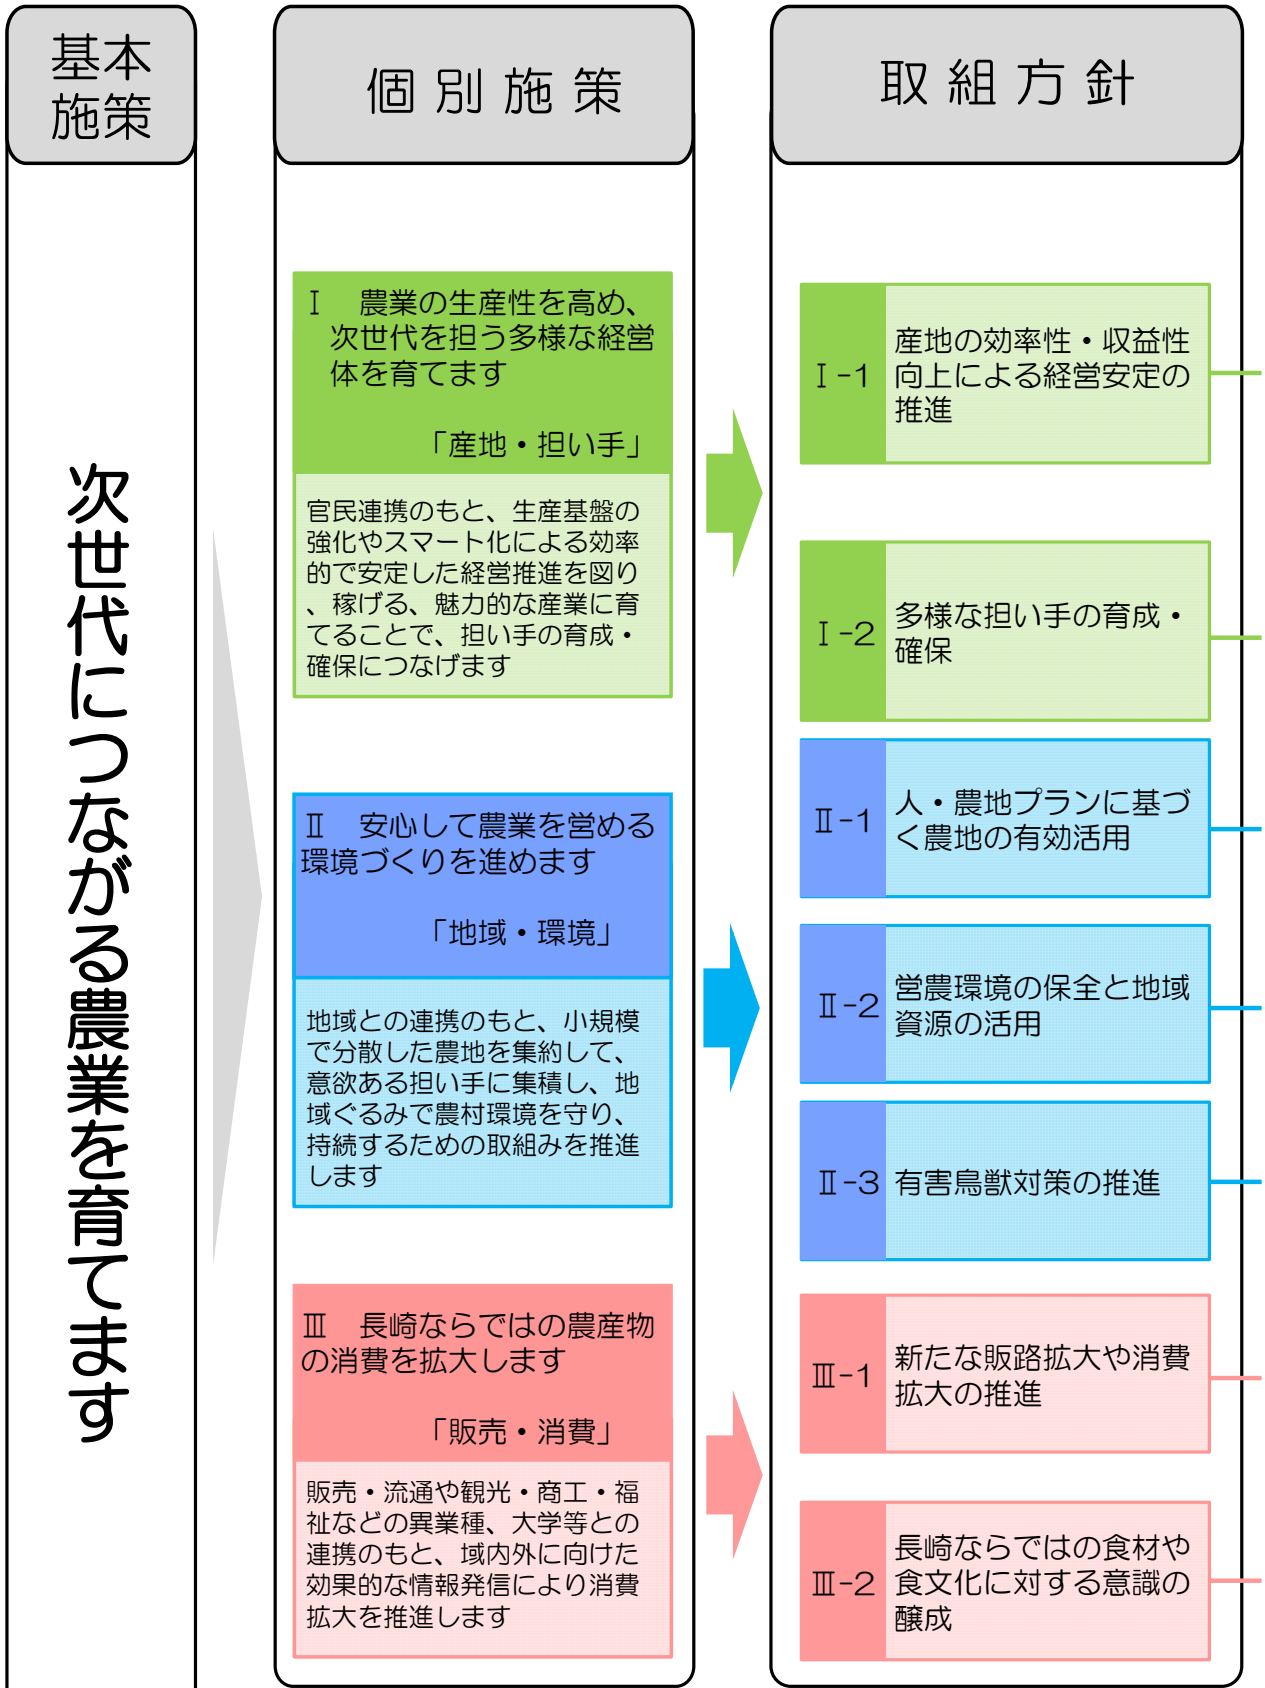 基本
施策
次世代につながる農業を育てます
個別施策
Ⅰ 農業の生産性を高め、
次世代を担う多様な経営
体を育てます
「産地・担い手」
官民連携のもと、生産基盤の
強化やスマート化による効率
的で安定した経営推進を図り
、稼げる、魅力的な産業に育
てることで、担い手の育成・
確保につなげます
Ⅱ 安心して農業を営める
環境づくりを進めます
「地域・環境」
地域との連携のもと、小規模
で分散した農地を集約して、
意欲ある担い手に集積し、地
域ぐるみで農村環境を守り、
持続するための取組みを推進
します
Ⅲ 長崎ならではの農産物
の消費を拡大します
「販売・消費」
販売・流通や観光・商工・福
祉などの異業種、大学等との
連携のもと、域内外に向けた
効果的な情報発信により消費
拡大を推進します
取組方針
Ⅰ-1
産地の効率性・収益性
向上による経営安定の
推進
Ⅰ-2
多様な担い手の育成・
確保
Ⅱ-1
人・農地プランに基づ
く農地の有効活用
Ⅱ-2
営農環境の保全と地域
資源の活用
Ⅱ-3
有害鳥獣対策の推進
Ⅲ-1
新たな販路拡大や消費
拡大の推進
Ⅲ-2
長崎ならではの食材や
食文化に対する意識の
醸成